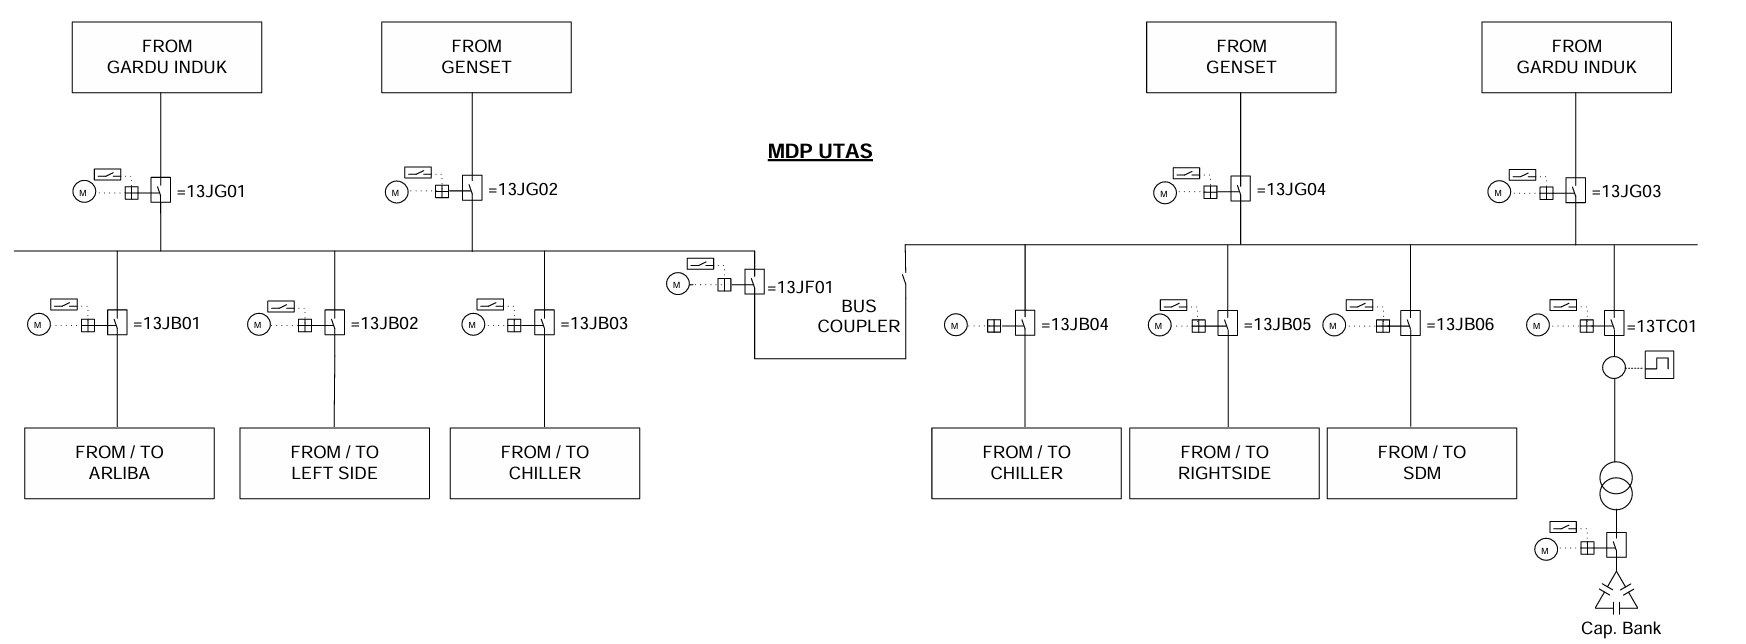 FROM
GARDU INDUK
FROM
GENSET
FROM
GENSET
FROM
GARDU INDUK
MDP UTAS
M
=13JG01
M
=13JG02
M
=13JG04
M
=13JG03
M
=13JF01
BUS
COUPLER
M
=13JB01
M
=13JB02
M
=13JB03
M
=13JB04
M
=13JB05
M
=13JB06
M
=13TC01
FROM / TO
ARLIBA
FROM / TO
LEFT SIDE
FROM / TO
CHILLER
FROM / TO
CHILLER
FROM / TO
RIGHTSIDE
FROM / TO
SDM
M
Cap. Bank